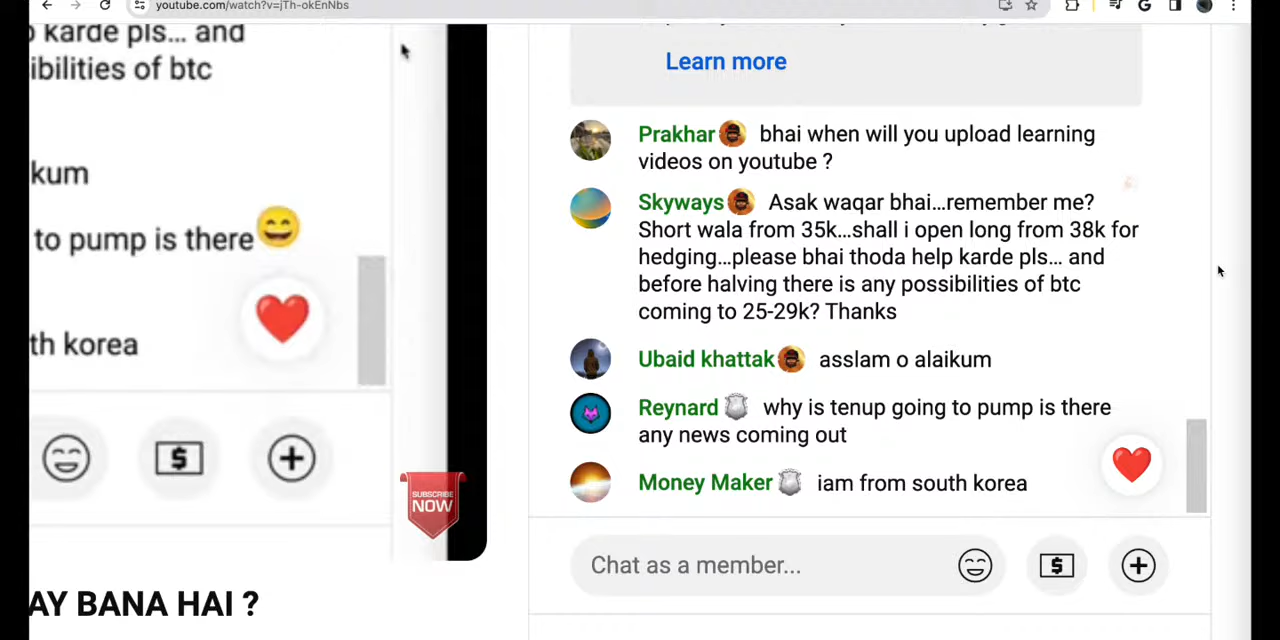 youtube.com/watch?v=jTh-okEnNbs
karde pls... and
ibilities of btc
kum
to pump is there
th korea
SUBSCRIBE
NOW
AY BANA HAI ?
Learn more
Prakhar bhai when will you upload learning
videos on youtube ?
Skyways Asak waqar bhai...remember me?
Short wala from 35k...shall i open long from 38k for
hedging...please bhai thoda help karde pls... and
before halving there is any possibilities of btc
coming to 25-29k? Thanks
Ubaid khattak asslam o alaikum
Reynard why is tenup going to pump is there
any news coming out
Money Maker iam from south korea
Chat as a member...